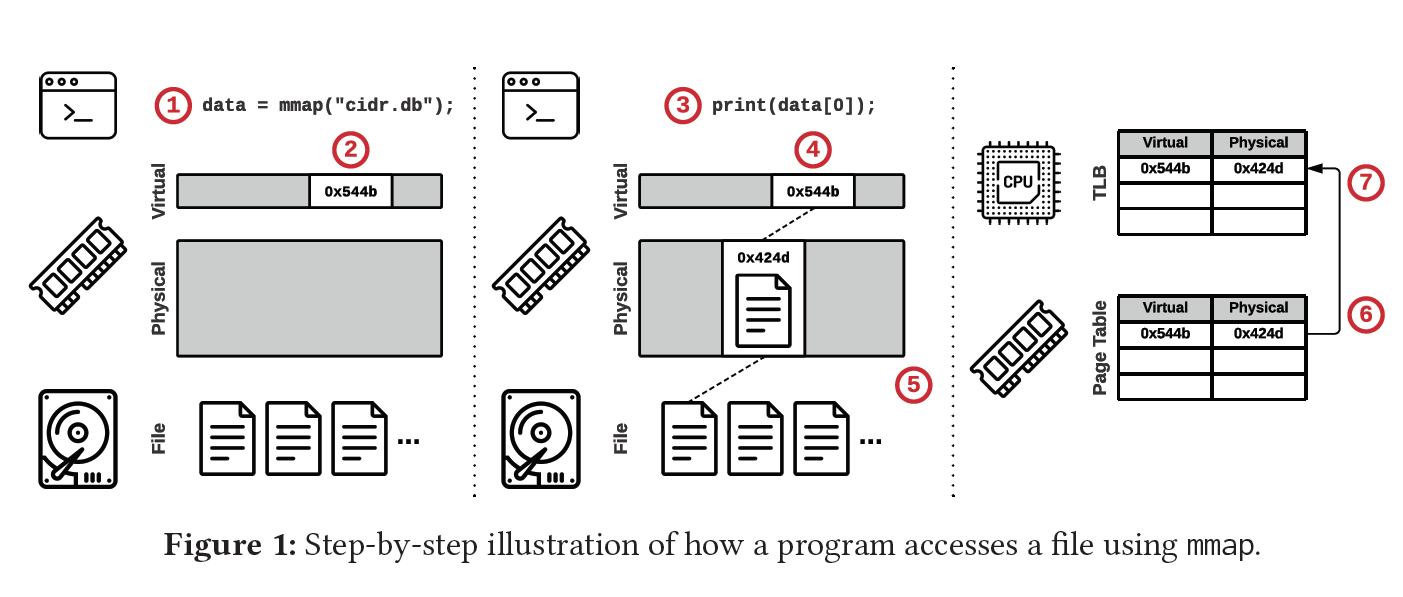 1 data = mmap("cidr.db");
2
Virtual
0x544b
Physical
File
...
3 print(data[0]);
4
Virtual
0x544b
Physical
0x424d
5
File
...
CPU
TLB
Virtual Physical
0x544b 0x424d
7
Page Table
Virtual Physical
0x544b 0x424d
6
Figure 1: Step-by-step illustration of how a program accesses a file using mmap.